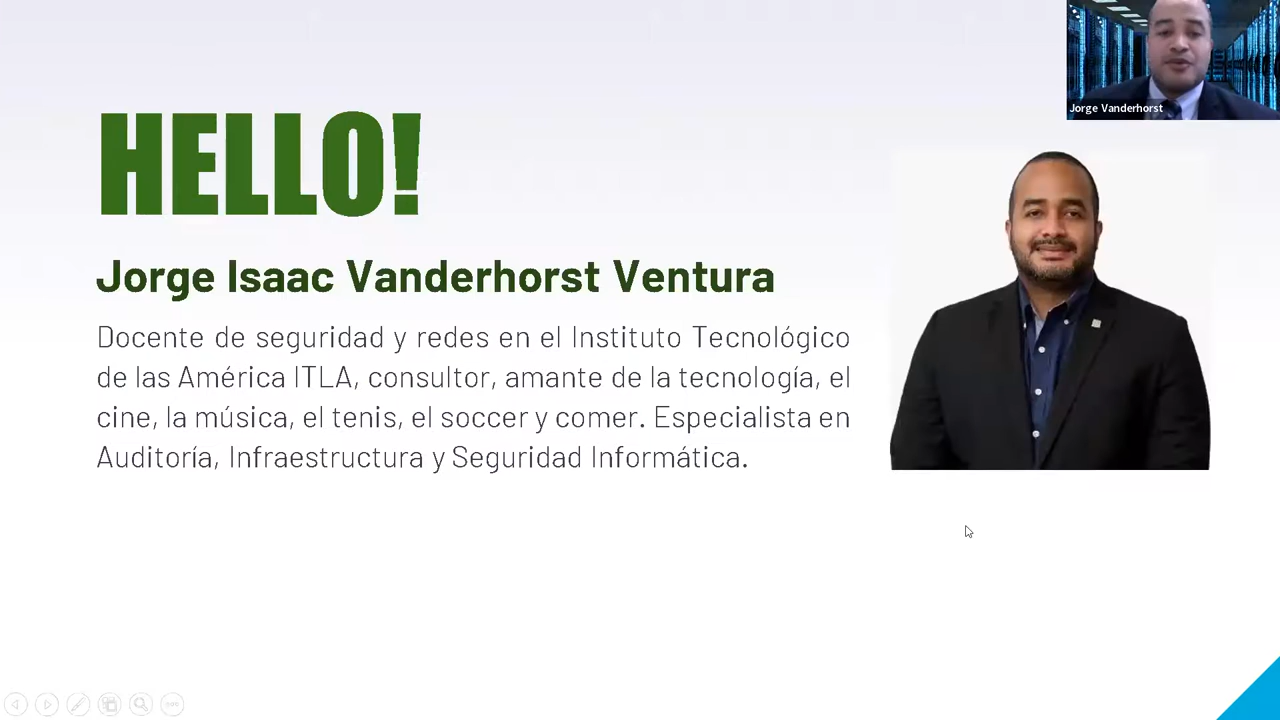 Jorge Vanderhorst
HELLO!
Jorge Isaac Vanderhorst Ventura
Docente de seguridad y redes en el Instituto Tecnológico
de las América ITLA, consultor, amante de la tecnología, el
cine, la música, el tenis, el soccer y comer. Especialista en
Auditoría, Infraestructura y Seguridad Informática.